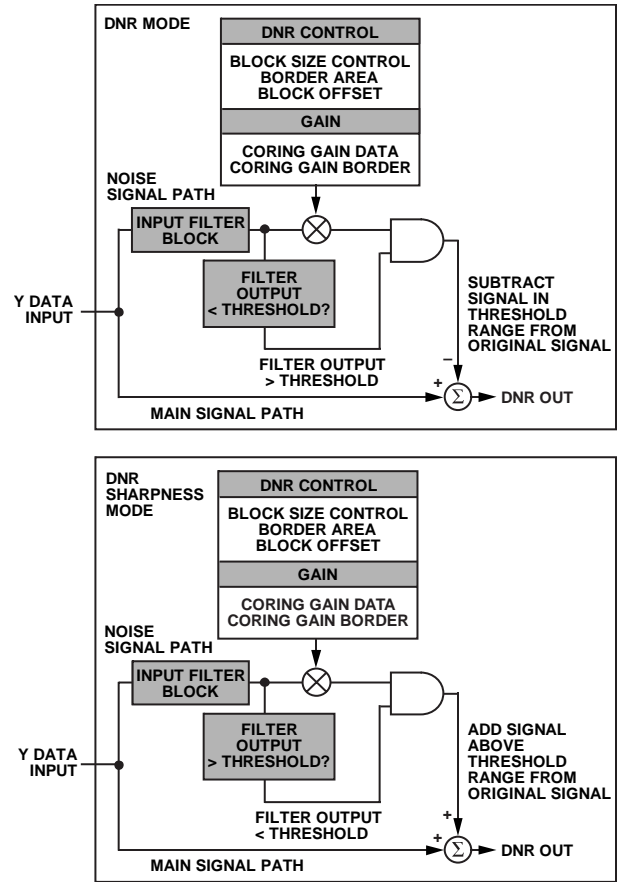 DNR MODE
DNR CONTROL
BLOCK SIZE CONTROL
BORDER AREA
BLOCK OFFSET
GAIN
CORING GAIN DATA
CORING GAIN BORDER
NOISE
SIGNAL PATH
INPUT FILTER
BLOCK
FILTER
OUTPUT
< THRESHOLD?
Y DATA
INPUT
SUBTRACT
SIGNAL IN
THRESHOLD
RANGE FROM
ORIGINAL SIGNAL
FILTER OUTPUT
> THRESHOLD
–
+
Σ
DNR OUT
MAIN SIGNAL PATH
DNR
SHARPNESS
MODE
DNR CONTROL
BLOCK SIZE CONTROL
BORDER AREA
BLOCK OFFSET
GAIN
CORING GAIN DATA
CORING GAIN BORDER
NOISE
SIGNAL PATH
INPUT FILTER
BLOCK
FILTER
OUTPUT
> THRESHOLD?
Y DATA
INPUT
ADD SIGNAL
ABOVE
THRESHOLD
RANGE FROM
ORIGINAL SIGNAL
FILTER OUTPUT
< THRESHOLD
+
+
Σ
DNR OUT
MAIN SIGNAL PATH